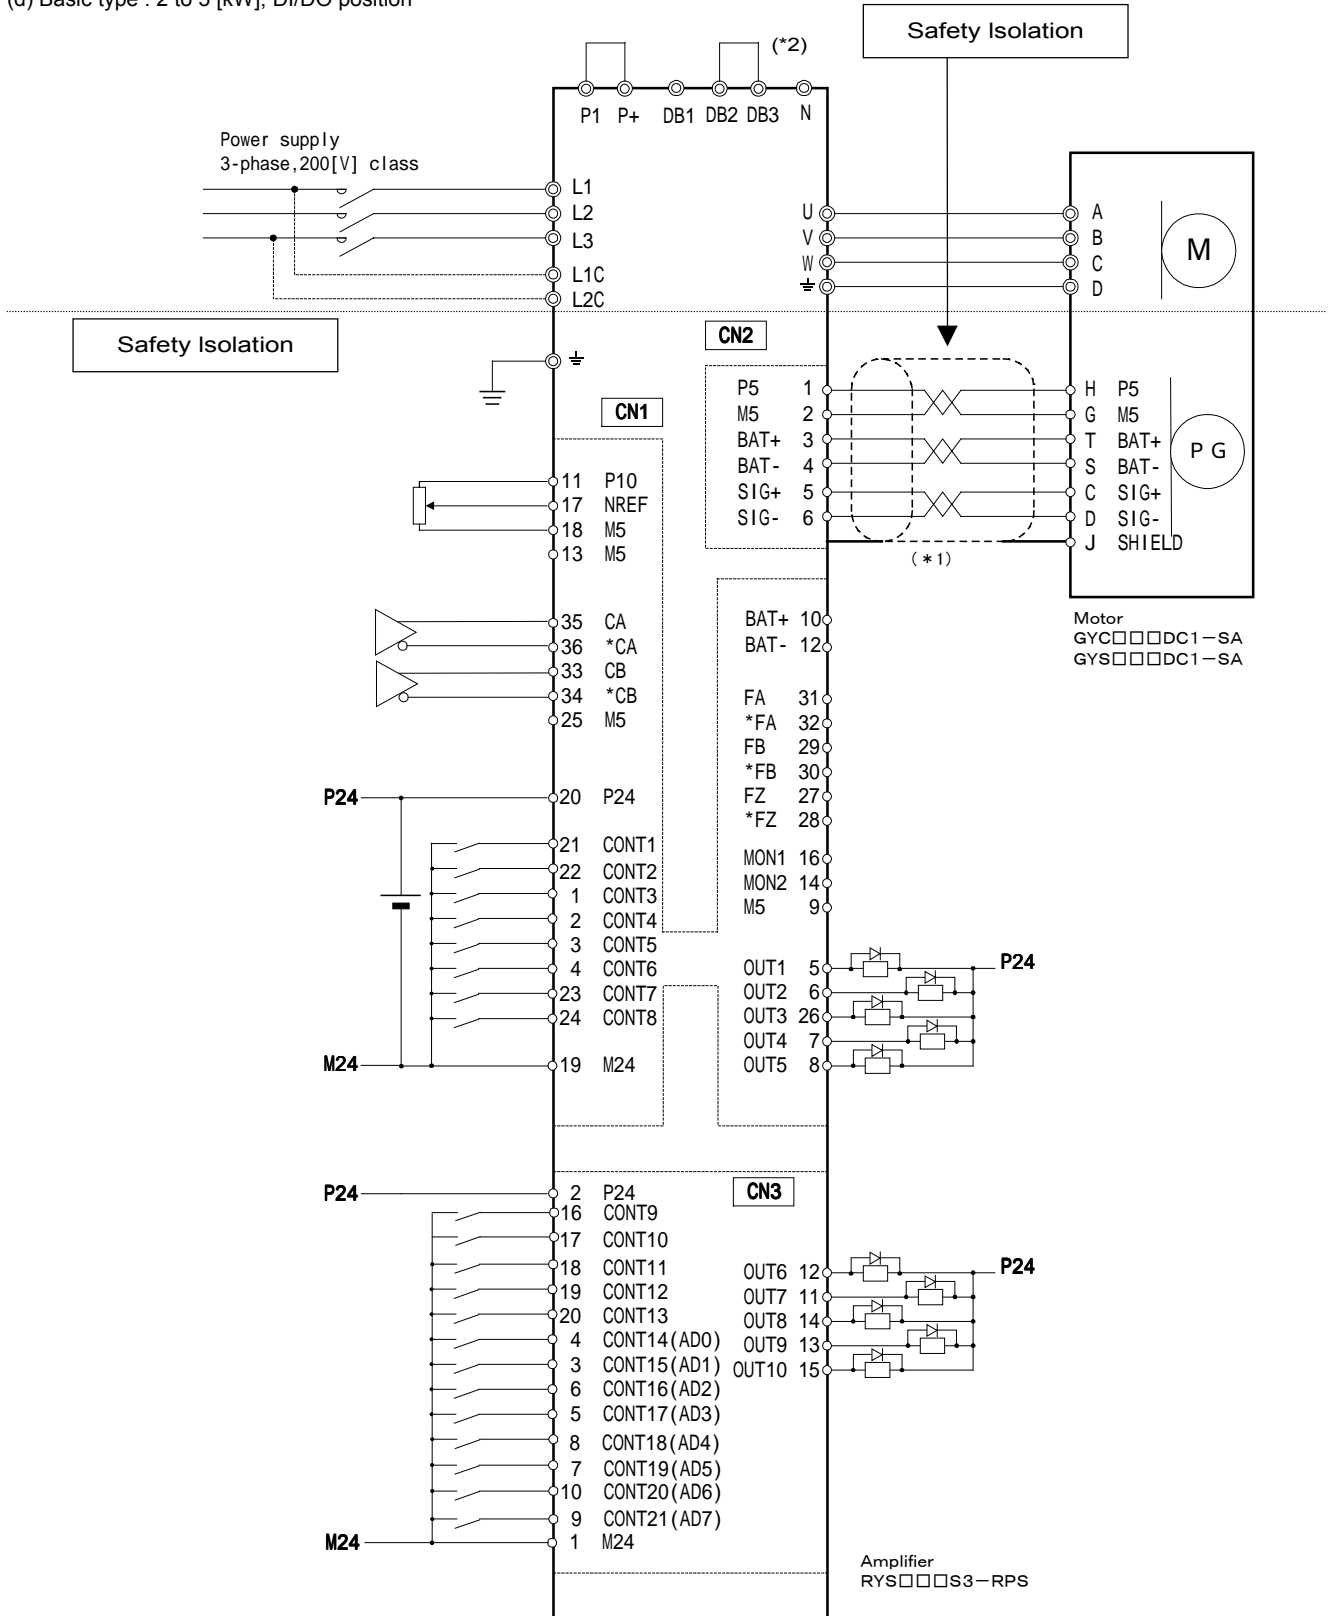 (d) Basic type : 2 to 5 [kW], DI/DO position
Safety Isolation
(*2)
P1 P+ DB1 DB2 DB3 N
Power supply
3-phase,200[V] class
L1
L2
L3
L1C
L2C
U
V
W
A
B
C
D
M
Safety Isolation
CN2
P5 1
M5 2
BAT+ 3
BAT- 4
SIG+ 5
SIG- 6
H P5
G M5
T BAT+
S BAT-
C SIG+
D SIG-
J SHIELD
PG
(*1)
Motor
GYC□□□DC1-SA
GYS□□□DC1-SA
CN1
11 P10
17 NREF
18 M5
13 M5
35 CA
36 *CA
33 CB
34 *CB
25 M5
P24
20 P24
21 CONT1
22 CONT2
1 CONT3
2 CONT4
3 CONT5
4 CONT6
23 CONT7
24 CONT8
M24
19 M24
BAT+ 10
BAT- 12
FA 31
*FA 32
FB 29
*FB 30
FZ 27
*FZ 28
MON1 16
MON2 14
M5 9
OUT1 5
OUT2 6
OUT3 26
OUT4 7
OUT5 8
P24
CN3
P24
2 P24
16 CONT9
17 CONT10
18 CONT11
19 CONT12
20 CONT13
4 CONT14(AD0)
3 CONT15(AD1)
6 CONT16(AD2)
5 CONT17(AD3)
8 CONT18(AD4)
7 CONT19(AD5)
10 CONT20(AD6)
9 CONT21(AD7)
M24
1 M24
OUT6 12
OUT7 11
OUT8 14
OUT9 13
OUT10 15
P24
Amplifier
RYS□□□S3-RPS